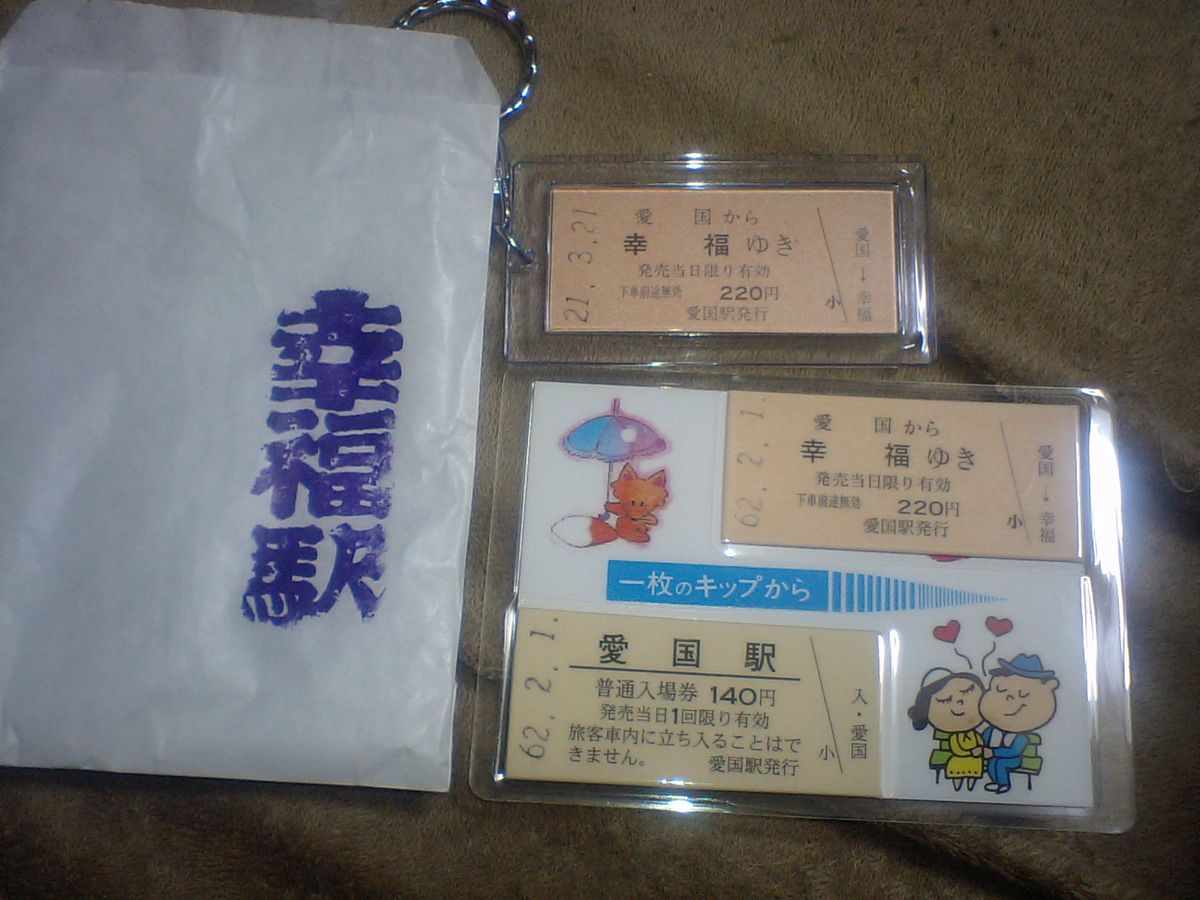 幸福駅
21.3.21
愛国から
幸福ゆき
発売当日限り有効
下車前途無効 220円
愛国駅発行
小
愛国→幸福
62.2.1.
愛国から
幸福ゆき
発売当日限り有効
下車前途無効 220円
愛国駅発行
小
愛国→幸福
一枚のキップから
62.2.1.
愛国駅
普通入場券 140円
発売当日1回限り有効
旅客車内に立ち入ることはで
きません。 愛国駅発行
小
入・愛国